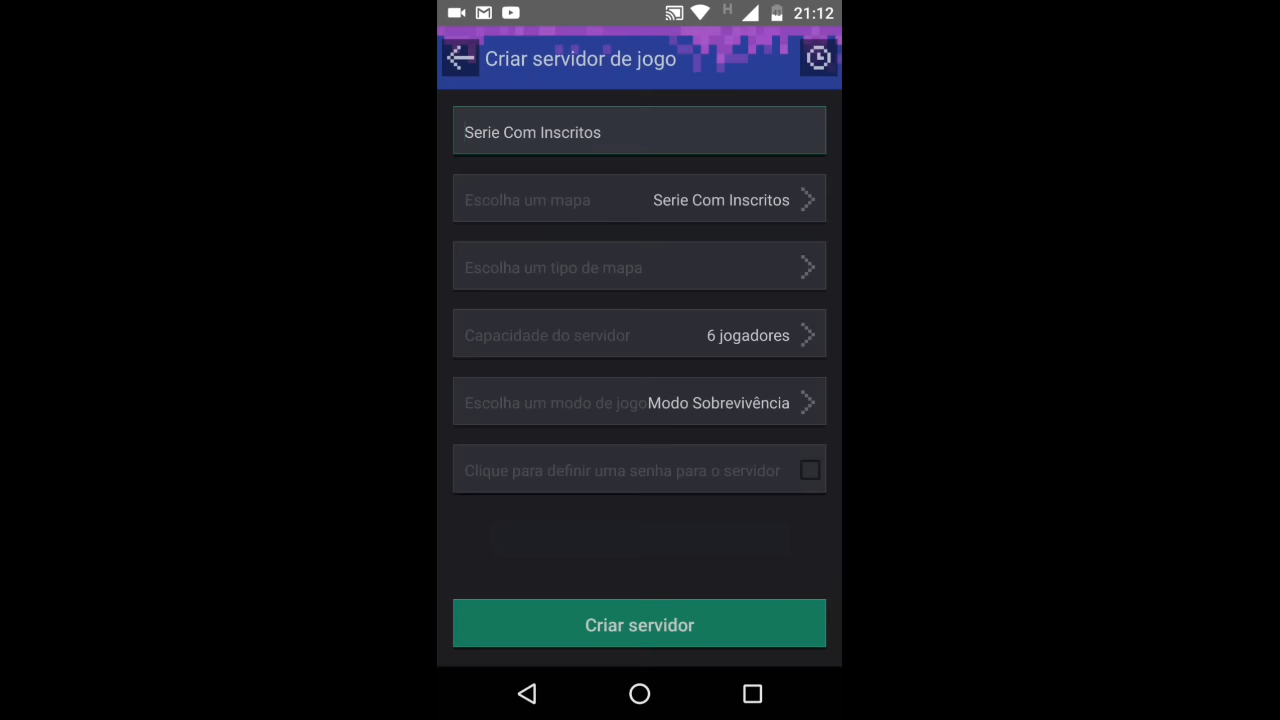 H 49 21:12
Criar servidor de jogo
Serie Com Inscritos
Escolha um mapa Serie Com Inscritos
Escolha um tipo de mapa
Capacidade do servidor 6 jogadores
Escolha um modo de jogo Modo Sobrevivência
Clique para definir uma senha para o servidor
Criar servidor